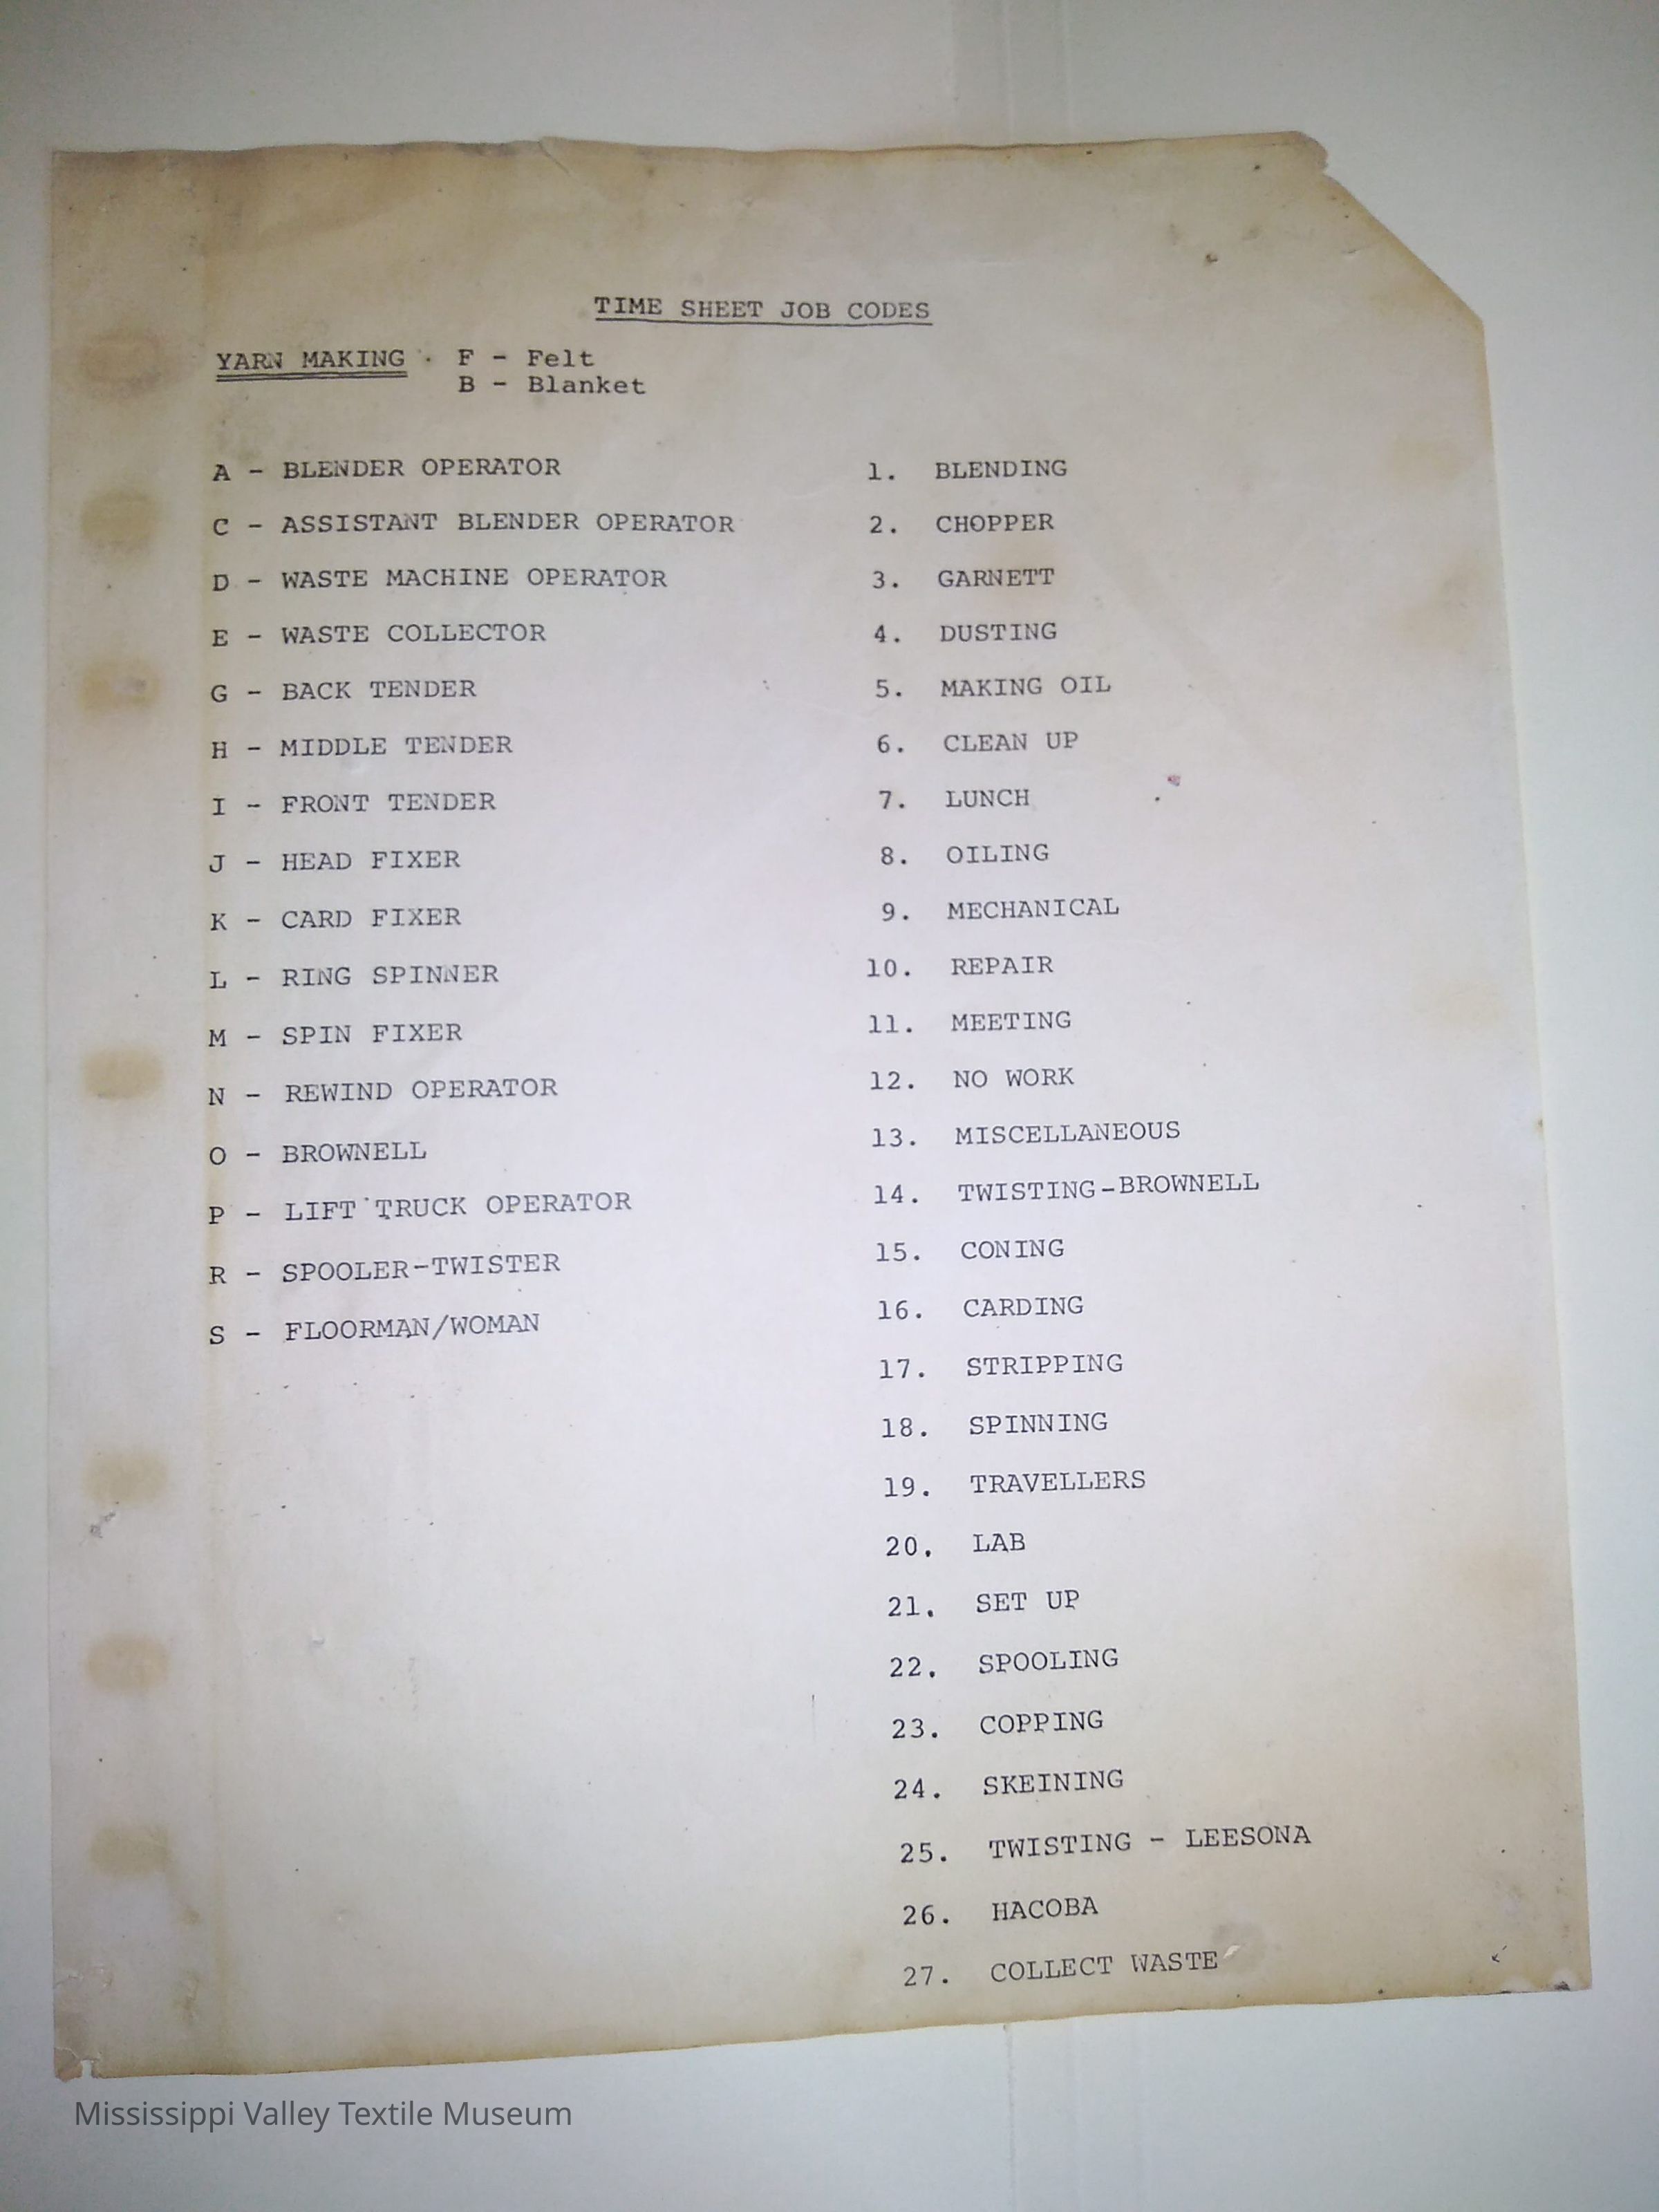 TIME SHEET JOB CODES
YARN MAKING F - Felt
B - Blanket
A - BLENDER OPERATOR
C - ASSISTANT BLENDER OPERATOR
D - WASTE MACHINE OPERATOR
E - WASTE COLLECTOR
G - BACK TENDER
H - MIDDLE TENDER
I - FRONT TENDER
J - HEAD FIXER
K - CARD FIXER
L - RING SPINNER
M - SPIN FIXER
N - REWIND OPERATOR
O - BROWNELL
P - LIFT TRUCK OPERATOR
R - SPOOLER-TWISTER
S - FLOORMAN/WOMAN
1. BLENDING
2. CHOPPER
3. GARNETT
4. DUSTING
5. MAKING OIL
6. CLEAN UP
7. LUNCH
8. OILING
9. MECHANICAL
10. REPAIR
11. MEETING
12. NO WORK
13. MISCELLANEOUS
14. TWISTING-BROWNELL
15. CONING
16. CARDING
17. STRIPPING
18. SPINNING
19. TRAVELLERS
20. LAB
21. SET UP
22. SPOOLING
23. COPPING
24. SKEINING
25. TWISTING - LEESONA
26. HACOBA
27. COLLECT WASTE
Mississippi Valley Textile Museum